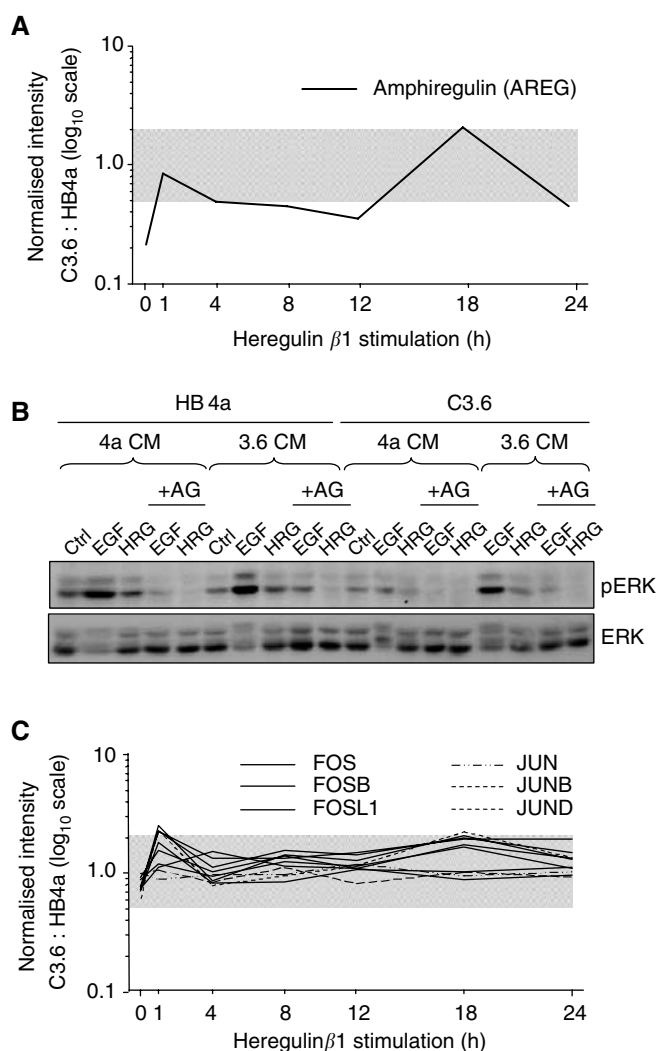 A
Normalised intensity
C3.6 : HB4a (log10 scale)
10
1.0
0.1
Amphiregulin (AREG)
0 1 4 8 12 18 24
Heregulin β1 stimulation (h)
B
HB 4a C3.6
4a CM 3.6 CM 4a CM 3.6 CM
+AG +AG +AG +AG
Ctrl EGF HRG EGF HRG Ctrl EGF HRG EGF HRG Ctrl EGF HRG EGF HRG EGF HRG EGF HRG
pERK
ERK
C
Normalised intensity
C3.6 : HB4a (log10 scale)
10
1.0
0.1
FOS JUN
FOSB JUNB
FOSL1 JUND
0 1 4 8 12 18 24
Heregulinβ1 stimulation (h)